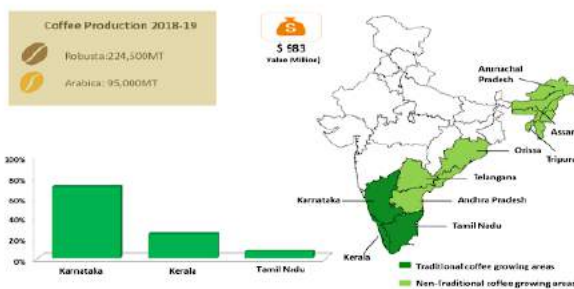 Coffee Production 2018-19
Robusta:224,500MT
Arabica: 95,000MT
$ 983
Value (Million)
Arunachal
Pradesh
Assam
Tripura
Orissa
Telangana
Karnataka
Andhra Pradesh
Tamil Nadu
Kerala
100%
80%
60%
40%
20%
0%
Karnataka
Kerala
Tamil Nadu
Traditional coffee growing areas
Non-Traditional coffee growing areas